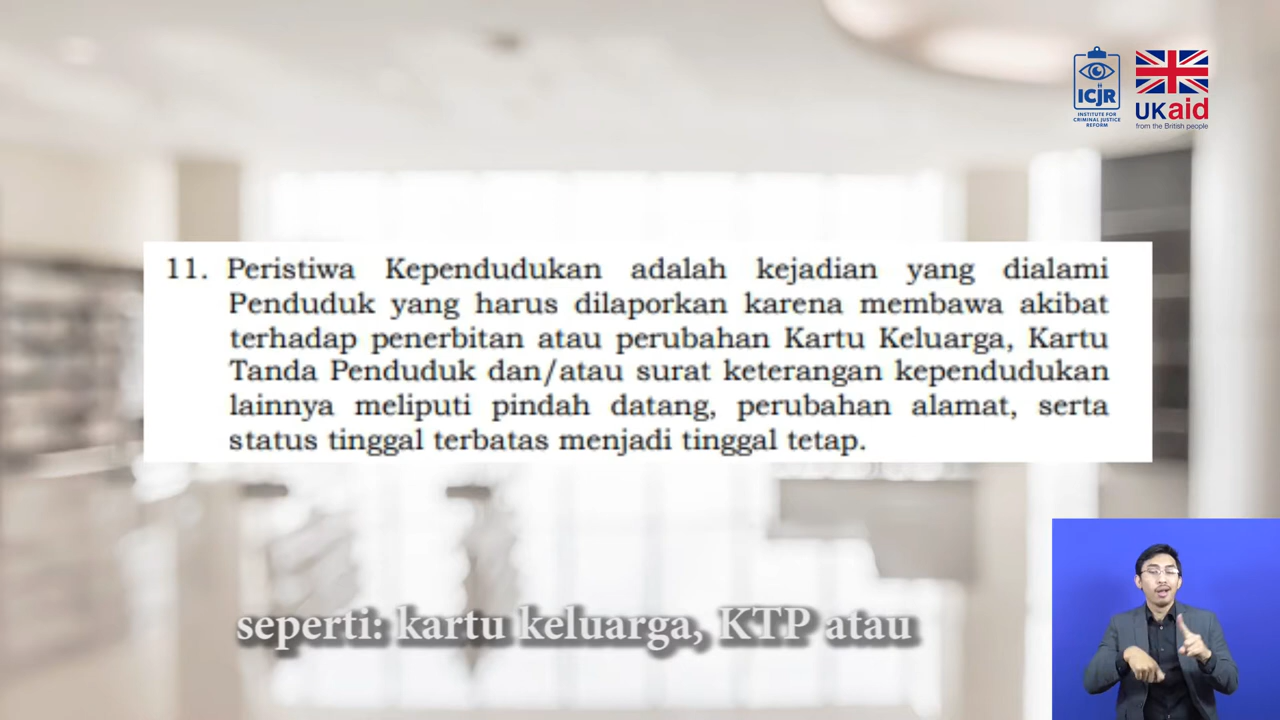 ICJR
INSTITUTE FOR
CRIMINAL JUSTICE
REFORM
UKaid
from the British people
11. Peristiwa Kependudukan adalah kejadian yang dialami
Penduduk yang harus dilaporkan karena membawa akibat
terhadap penerbitan atau perubahan Kartu Keluarga, Kartu
Tanda Penduduk dan/atau surat keterangan kependudukan
lainnya meliputi pindah datang, perubahan alamat, serta
status tinggal terbatas menjadi tinggal tetap.
seperti: kartu keluarga, KTP atau